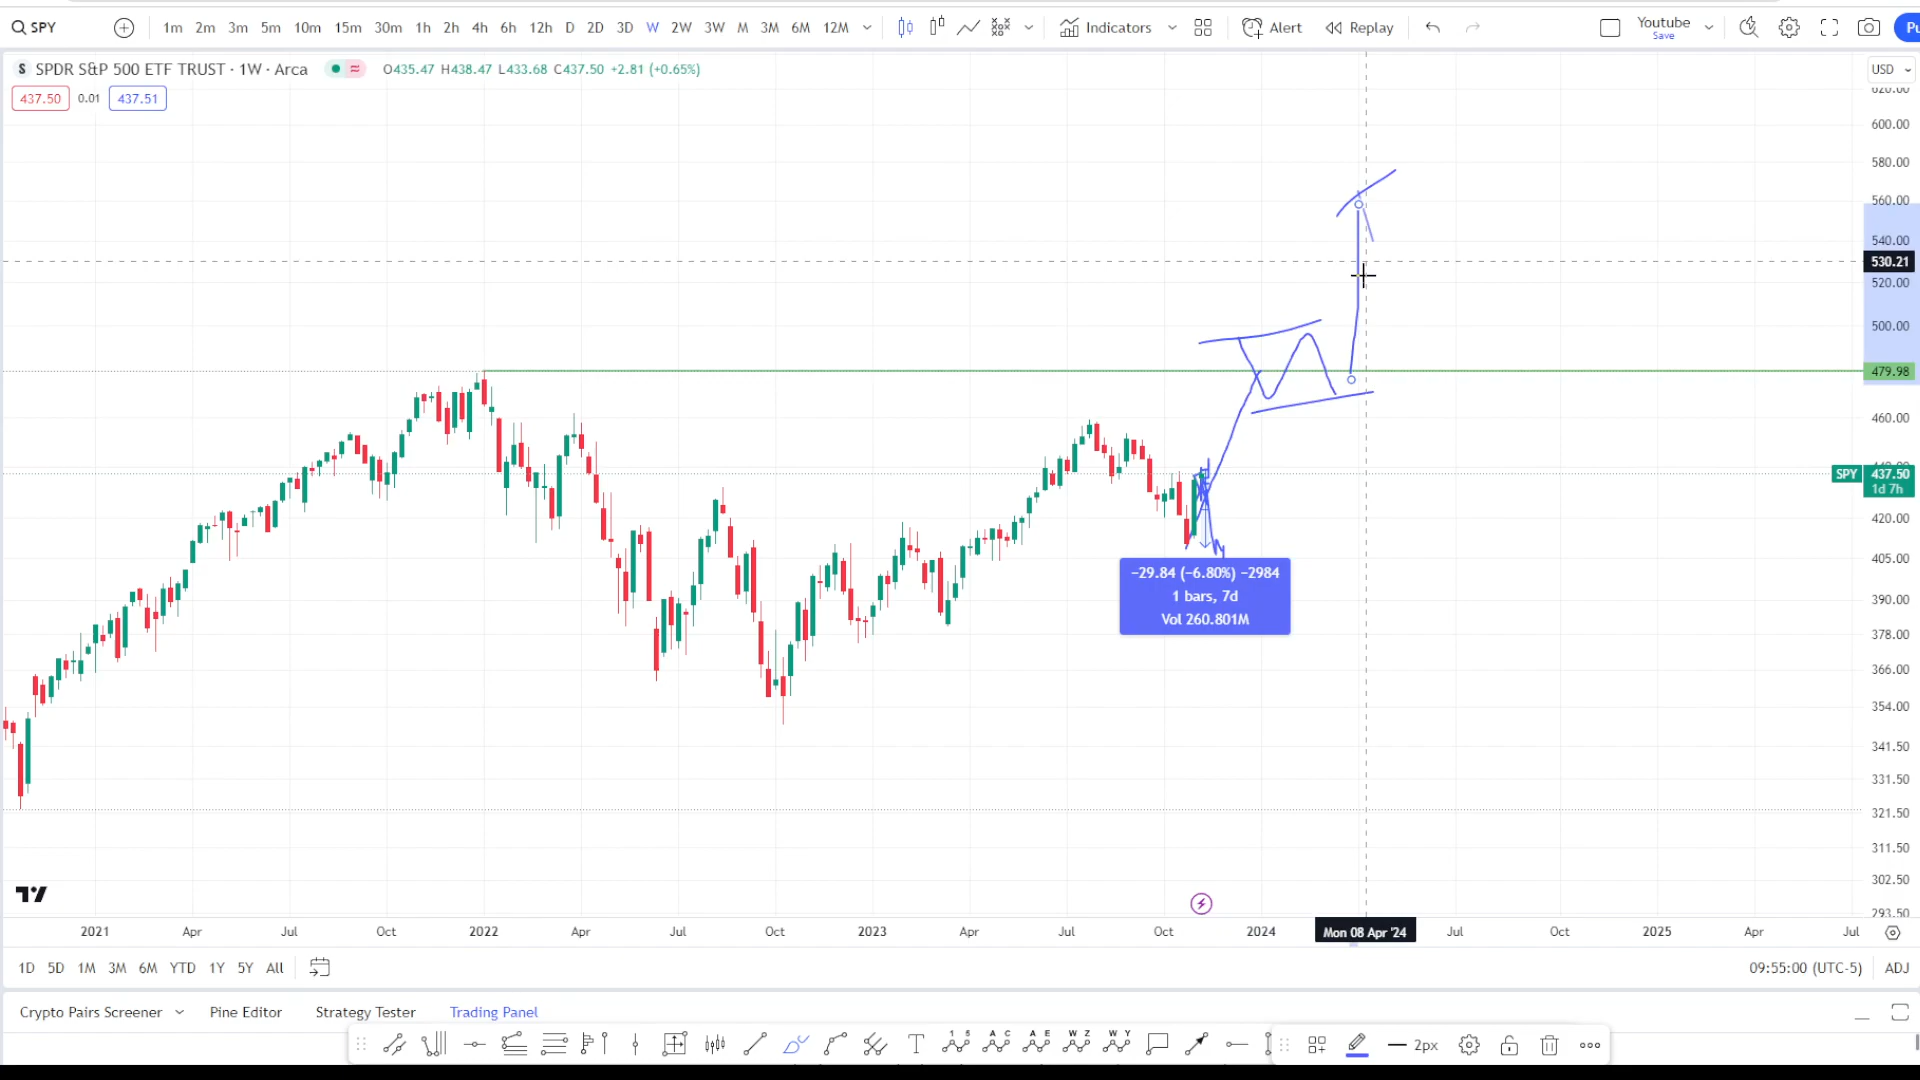 SPY 1m 2m 3m 5m 10m 15m 30m 1h 2h 4h 6h 12h D 2D 3D W 2W 3W M 3M 6M 12M Indicators Alert Replay Youtube
Save
S SPDR S&P 500 ETF TRUST · 1W · Arca O435.47 H438.47 L433.68 C437.50 +2.81 (+0.65%) USD
437.50 0.01 437.51
600.00
580.00
560.00
540.00
530.21
520.00
500.00
479.98
460.00
SPY 437.50
1d 7h
420.00
405.00
390.00
378.00
366.00
354.00
341.50
331.50
321.50
311.50
302.50
293.50
−29.84 (−6.80%) −2984
1 bars, 7d
Vol 260.801M
2021 Apr Jul Oct 2022 Apr Jul Oct 2023 Apr Jul Oct 2024 Mon 08 Apr '24 Jul Oct 2025 Apr Jul
1D 5D 1M 3M 6M YTD 1Y 5Y All 09:55:00 (UTC-5) ADJ
Crypto Pairs Screener Pine Editor Strategy Tester Trading Panel
T 1 5 A C A E W Z W Y 2px